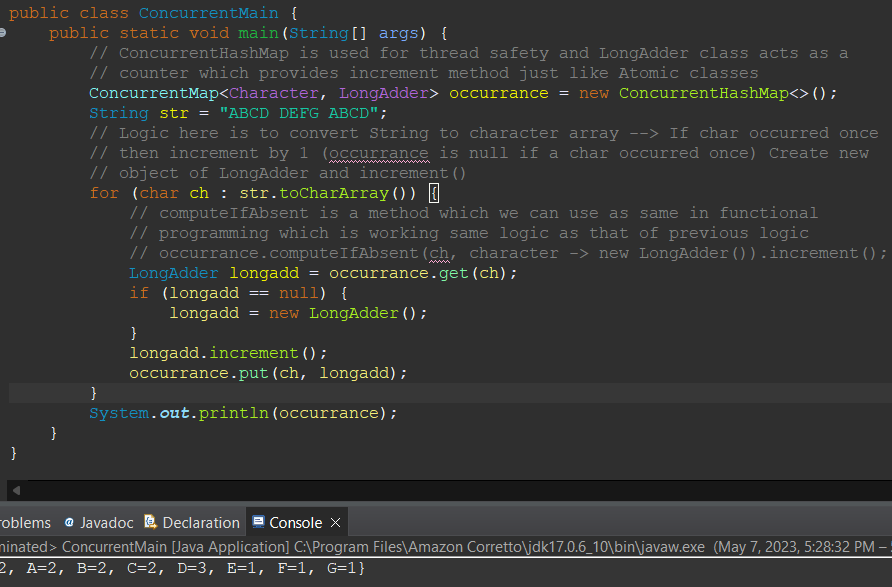 public class ConcurrentMain {
public static void main(String[] args) {
// ConcurrentHashMap is used for thread safety and LongAdder class acts as a
// counter which provides increment method just like Atomic classes
ConcurrentMap<Character, LongAdder> occurrance = new ConcurrentHashMap<>();
String str = "ABCD DEFG ABCD";
// Logic here is to convert String to character array --> If char occurred once
// then increment by 1 (occurrance is null if a char occurred once) Create new
// object of LongAdder and increment()
for (char ch : str.toCharArray()) {
// computeIfAbsent is a method which we can use as same in functional
// programming which is working same logic as that of previous logic
// occurrance.computeIfAbsent(ch, character -> new LongAdder()).increment();
LongAdder longadd = occurrance.get(ch);
if (longadd == null) {
longadd = new LongAdder();
}
longadd.increment();
occurrance.put(ch, longadd);
}
System.out.println(occurrance);
}
}
roblems @ Javadoc Declaration Console
minated> ConcurrentMain [Java Application] C:\Program Files\Amazon Corretto\jdk17.0.6_10\bin\javaw.exe (May 7, 2023, 5:28:32 PM –
2, A=2, B=2, C=2, D=3, E=1, F=1, G=1}